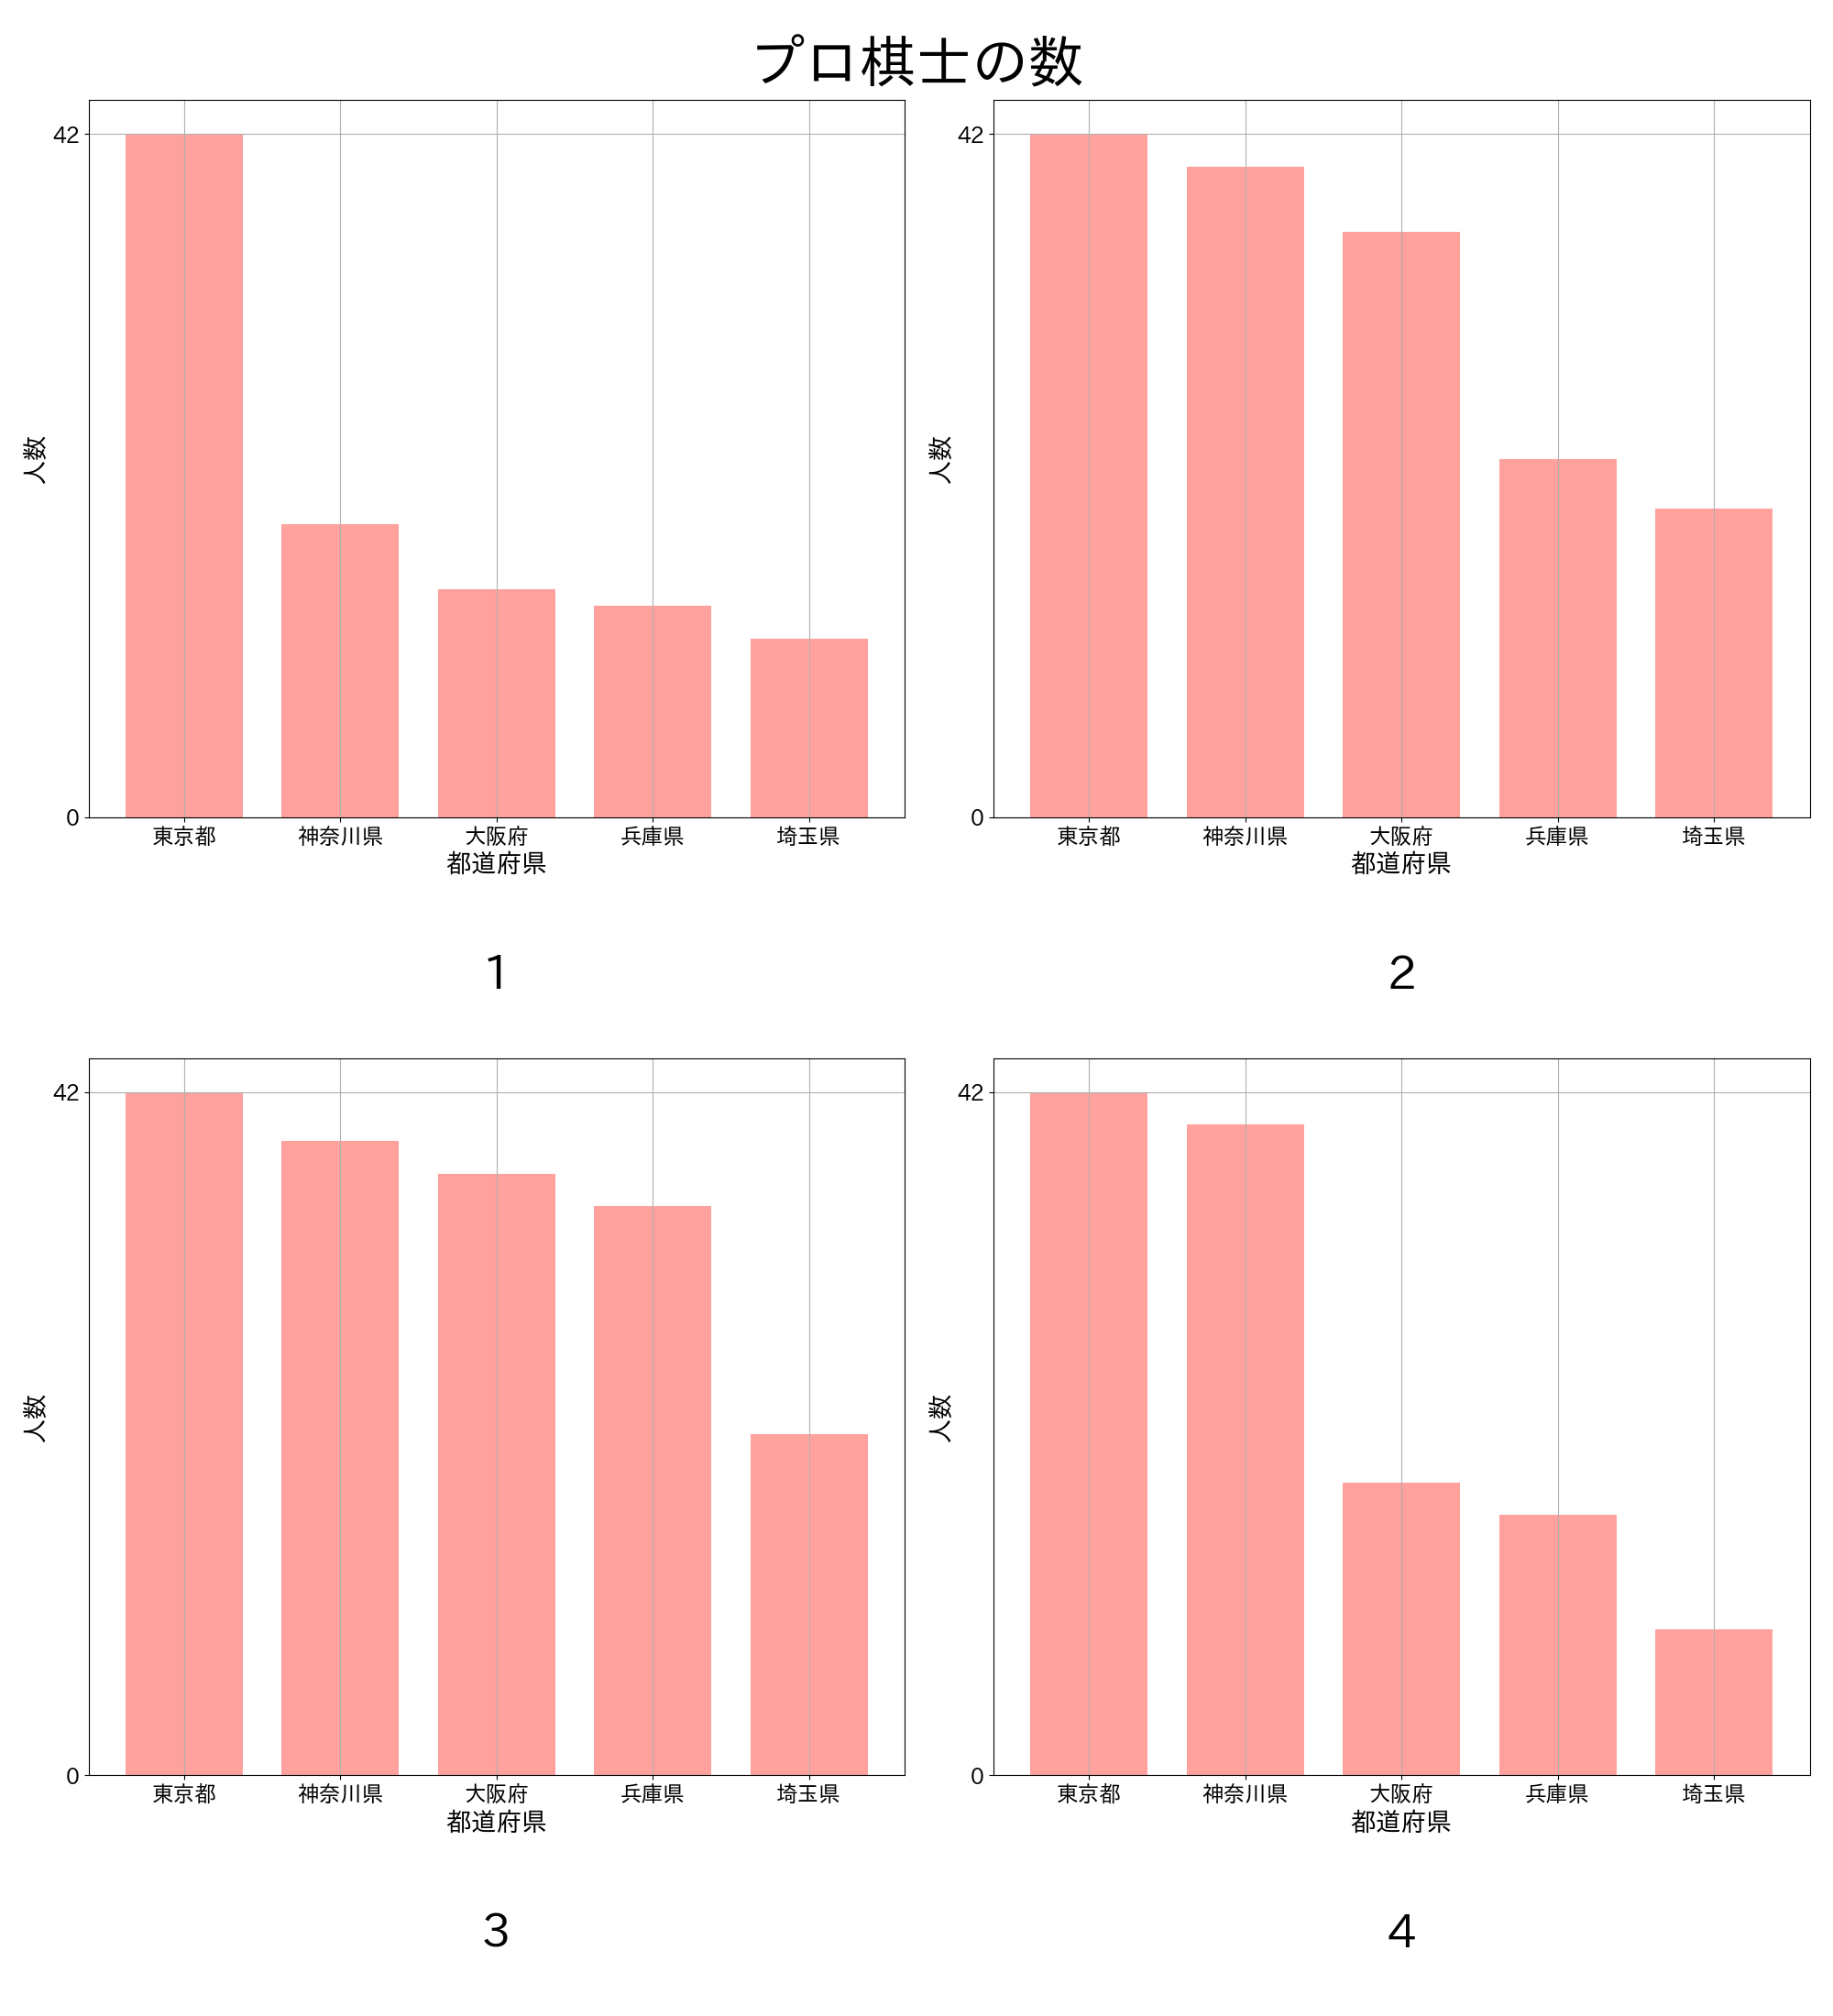 プロ棋士の数
42
0
人数
東京都 神奈川県 大阪府 兵庫県 埼玉県
都道府県
1
42
0
人数
東京都 神奈川県 大阪府 兵庫県 埼玉県
都道府県
2
42
0
人数
東京都 神奈川県 大阪府 兵庫県 埼玉県
都道府県
3
42
0
人数
東京都 神奈川県 大阪府 兵庫県 埼玉県
都道府県
4